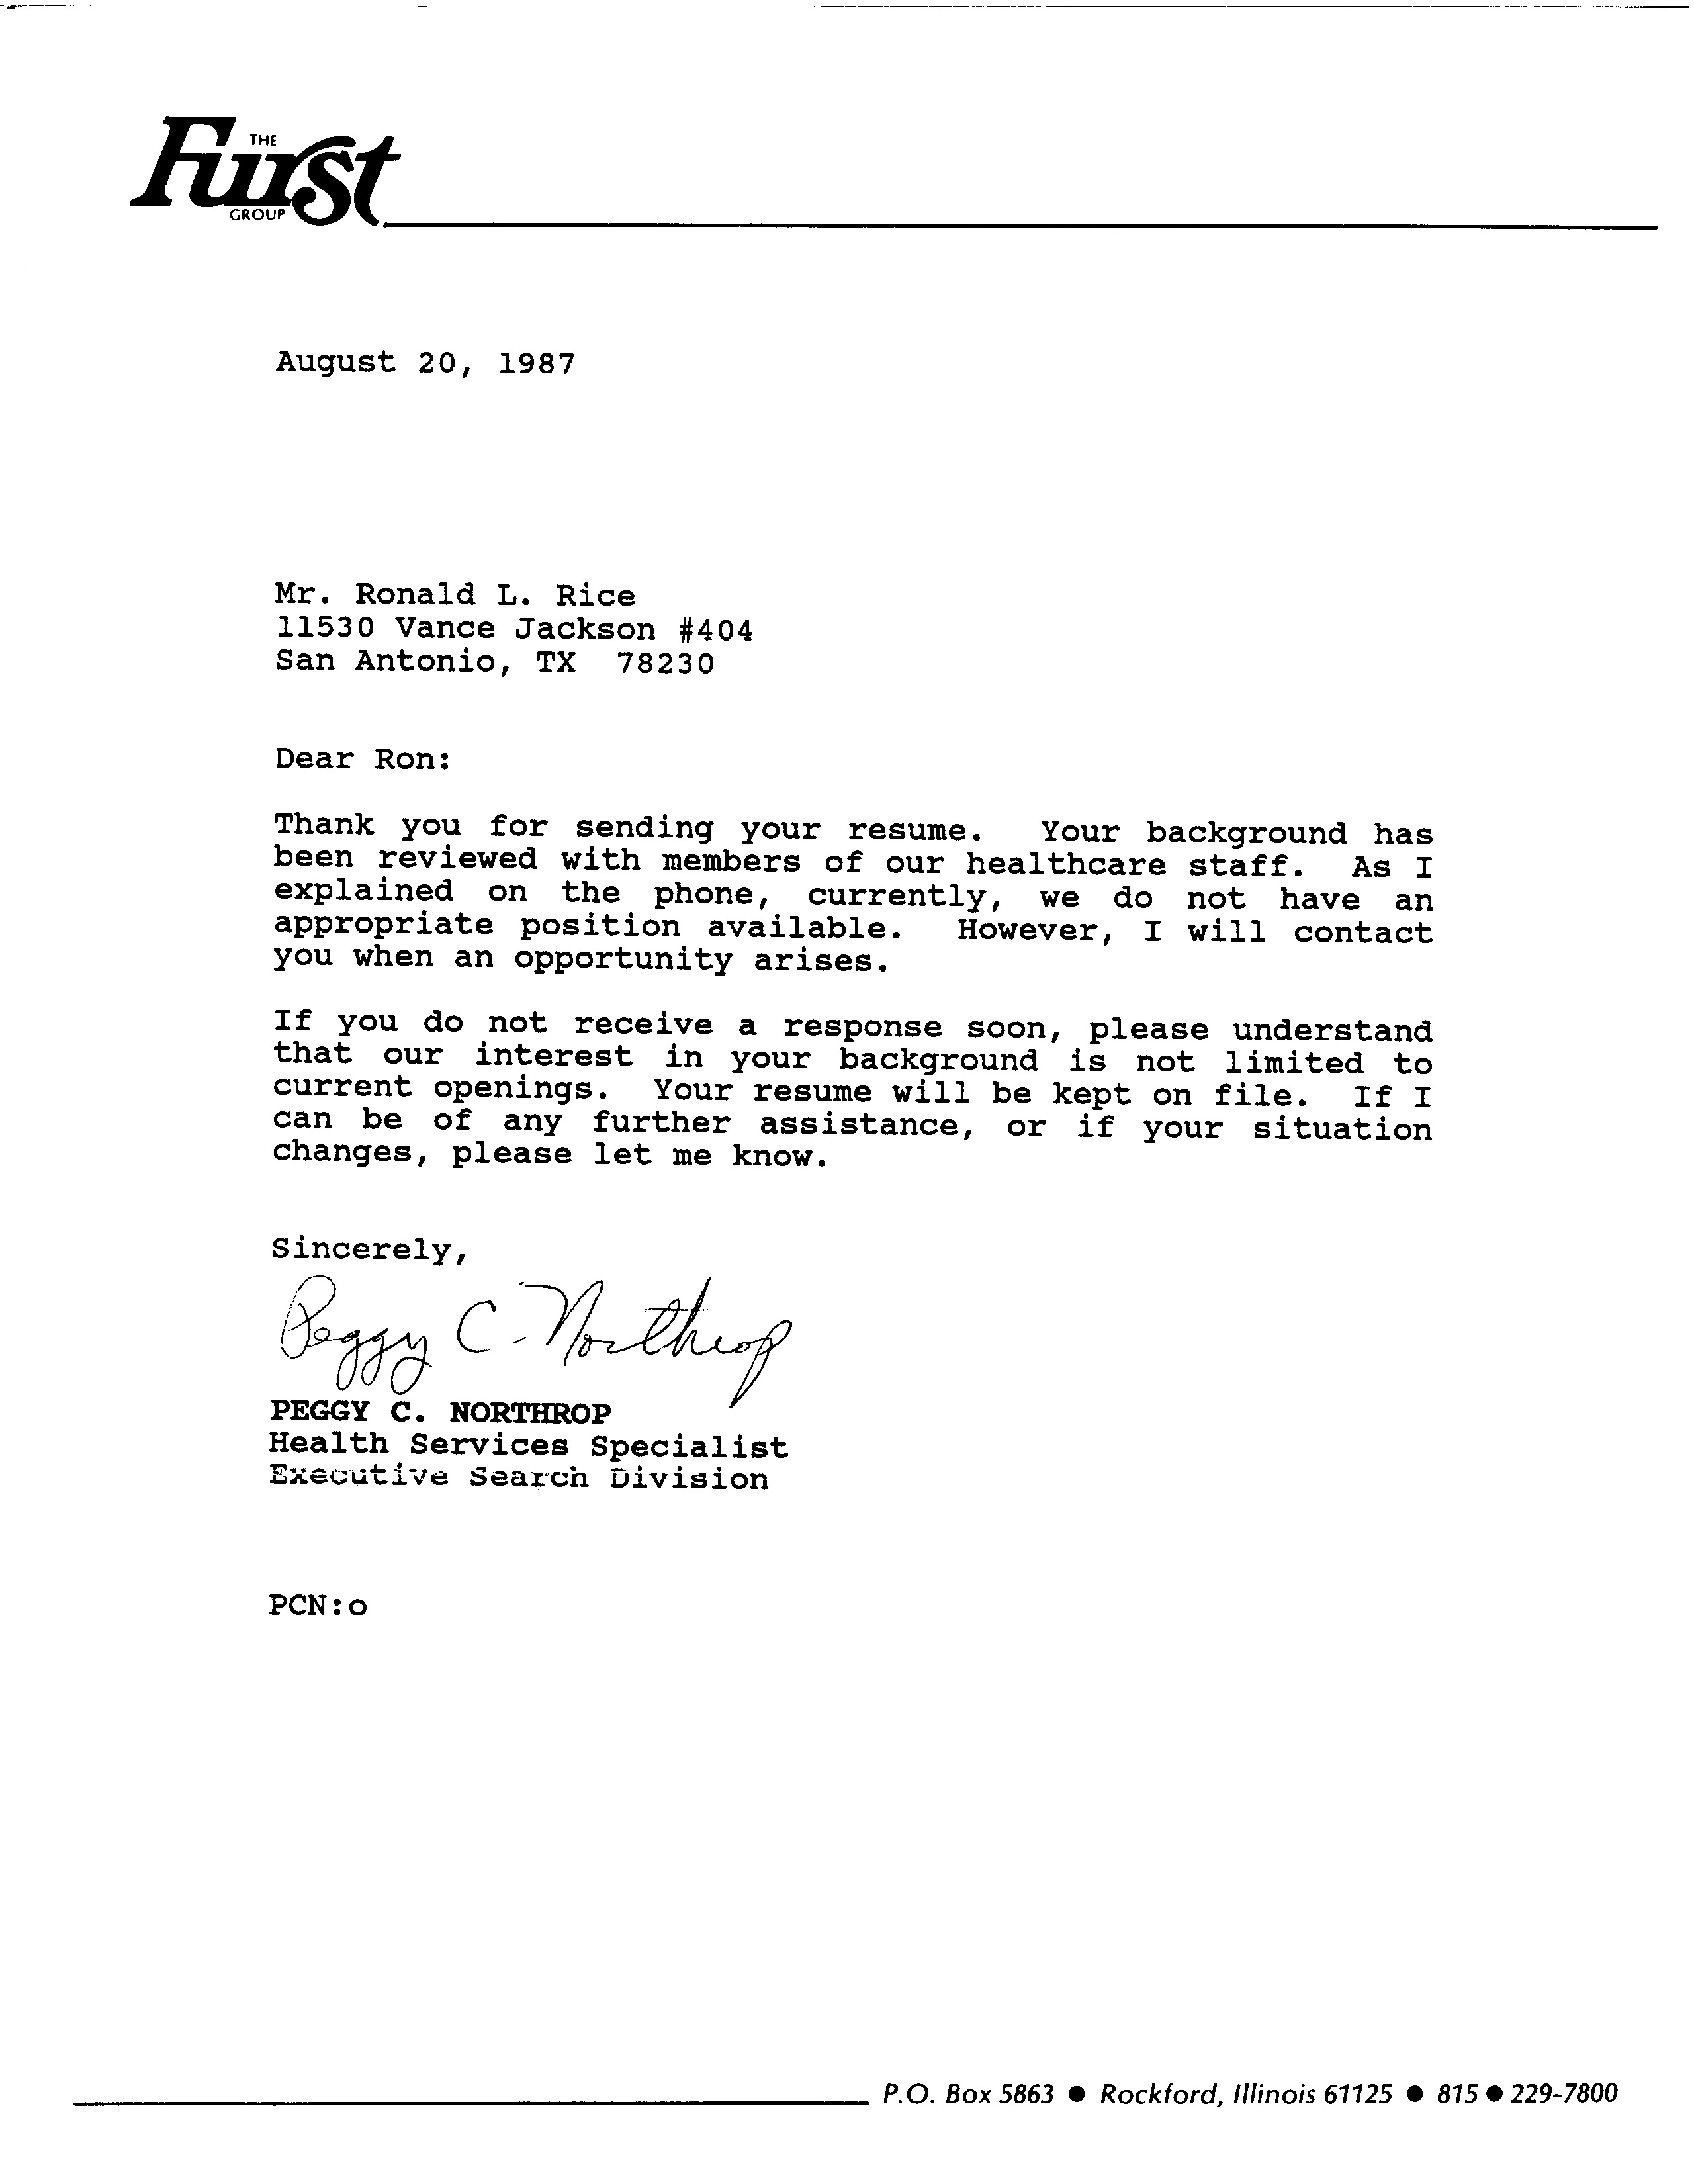 THE
Furst
GROUP
August 20, 1987
Mr. Ronald L. Rice
11530 Vance Jackson #404
San Antonio, TX  78230
Dear Ron:
Thank you for sending your resume.  Your background has
been reviewed with members of our healthcare staff.  As I
explained on the phone, currently, we do not have an
appropriate position available.  However, I will contact
you when an opportunity arises.
If you do not receive a response soon, please understand
that our interest in your background is not limited to
current openings.  Your resume will be kept on file.  If I
can be of any further assistance, or if your situation
changes, please let me know.
Sincerely,
Peggy C. Northrop
PEGGY C. NORTHROP
Health Services Specialist
Executive Search Division
PCN:o
P.O. Box 5863 ● Rockford, Illinois 61125 ● 815 ● 229-7800